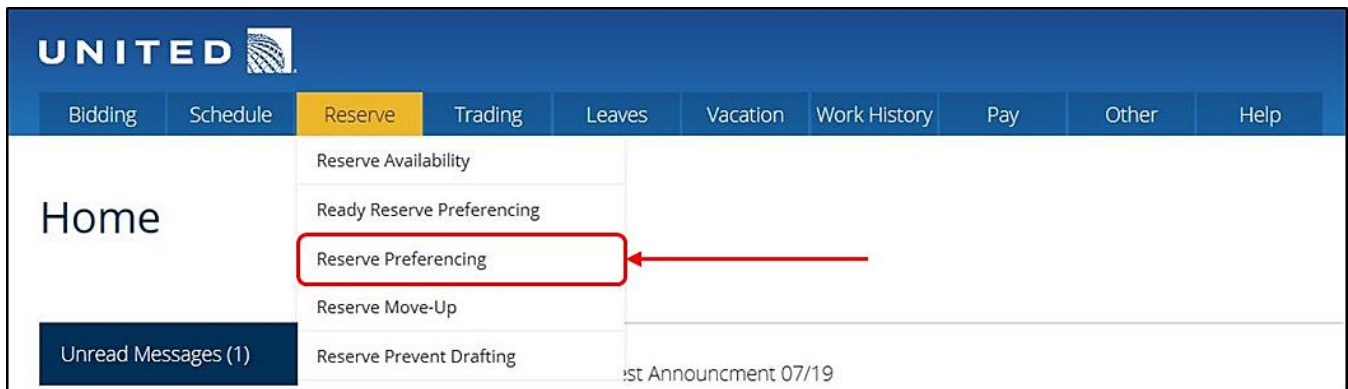 UNITED
Bidding Schedule Reserve Trading Leaves Vacation Work History Pay Other Help
Reserve Availability
Home
Ready Reserve Preferencing
Reserve Preferencing
Reserve Move-Up
Unread Messages (1)
Reserve Prevent Drafting
Announcment 07/19